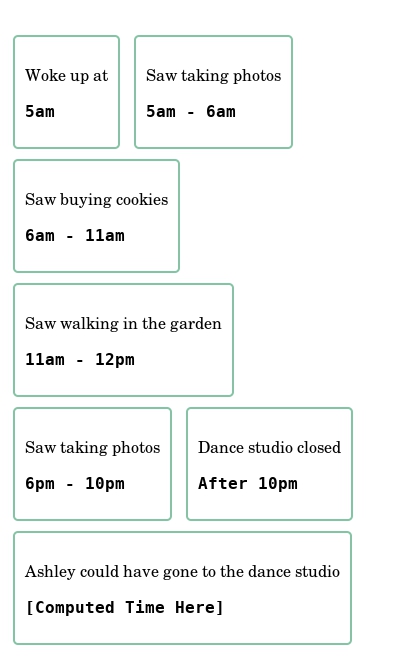 Woke up at
5am
Saw taking photos
5am - 6am
Saw buying cookies
6am - 11am
Saw walking in the garden
11am - 12pm
Saw taking photos
6pm - 10pm
Dance studio closed
After 10pm
Ashley could have gone to the dance studio
[Computed Time Here]